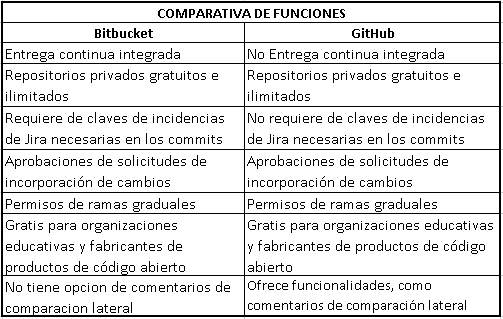 COMPARATIVA DE FUNCIONES
Bitbucket GitHub
Entrega continua integrada No Entrega continua integrada
Repositorios privados gratuitos e Repositorios privados gratuitos e
ilimitados ilimitados
Requiere de claves de incidencias No requiere de claves de incidencias
de Jira necesarias en los commits de Jira necesarias en los commits
Aprobaciones de solicitudes de Aprobaciones de solicitudes de
incorporación de cambios incorporación de cambios
Permisos de ramas graduales Permisos de ramas graduales
Gratis para organizaciones Gratis para organizaciones educativas
educativas y fabricantes de y fabricantes de productos de código
productos de código abierto abierto
No tiene opcion de comentarios de Ofrece funcionalidades, como
comparacion lateral comentarios de comparación lateral